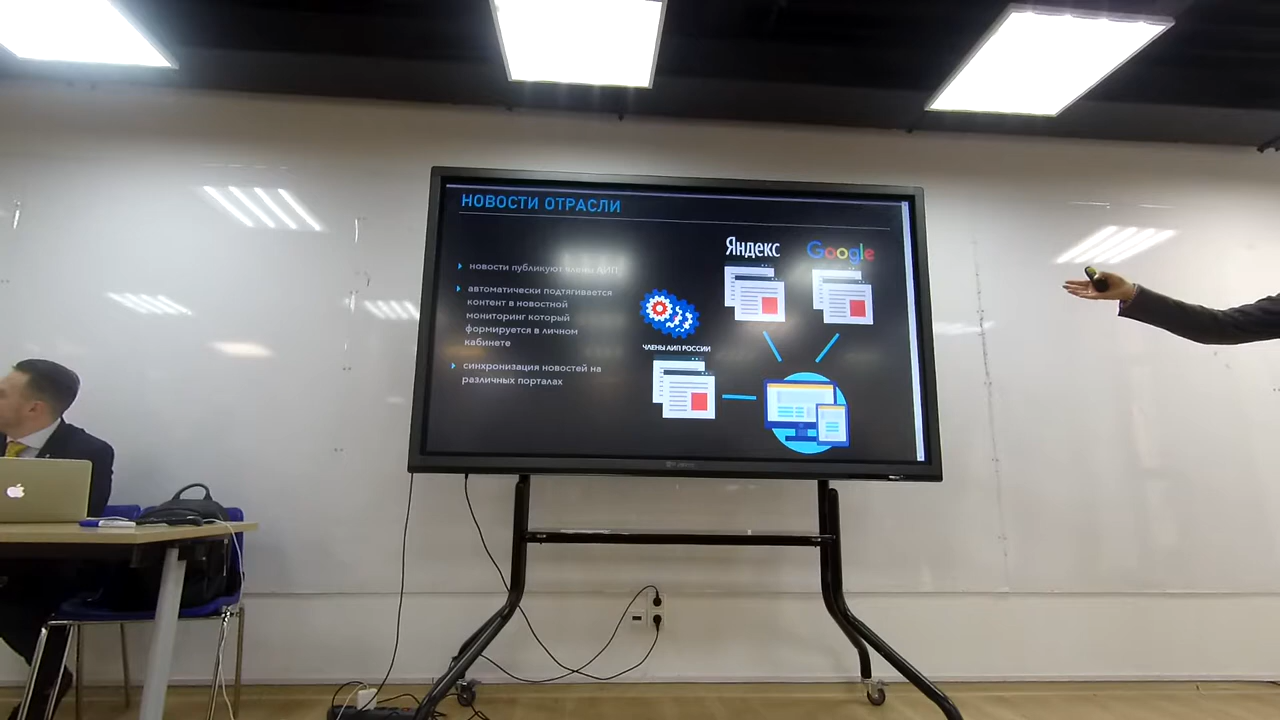 НОВОСТИ ОТРАСЛИ
Яндекс
Google
новости публикуют члены АИП
автоматически подтягивается
контент в новостной
мониторинг который
формируется в личном
кабинете
синхронизация новостей на
различных порталах
ЧЛЕНЫ АИП РОССИИ